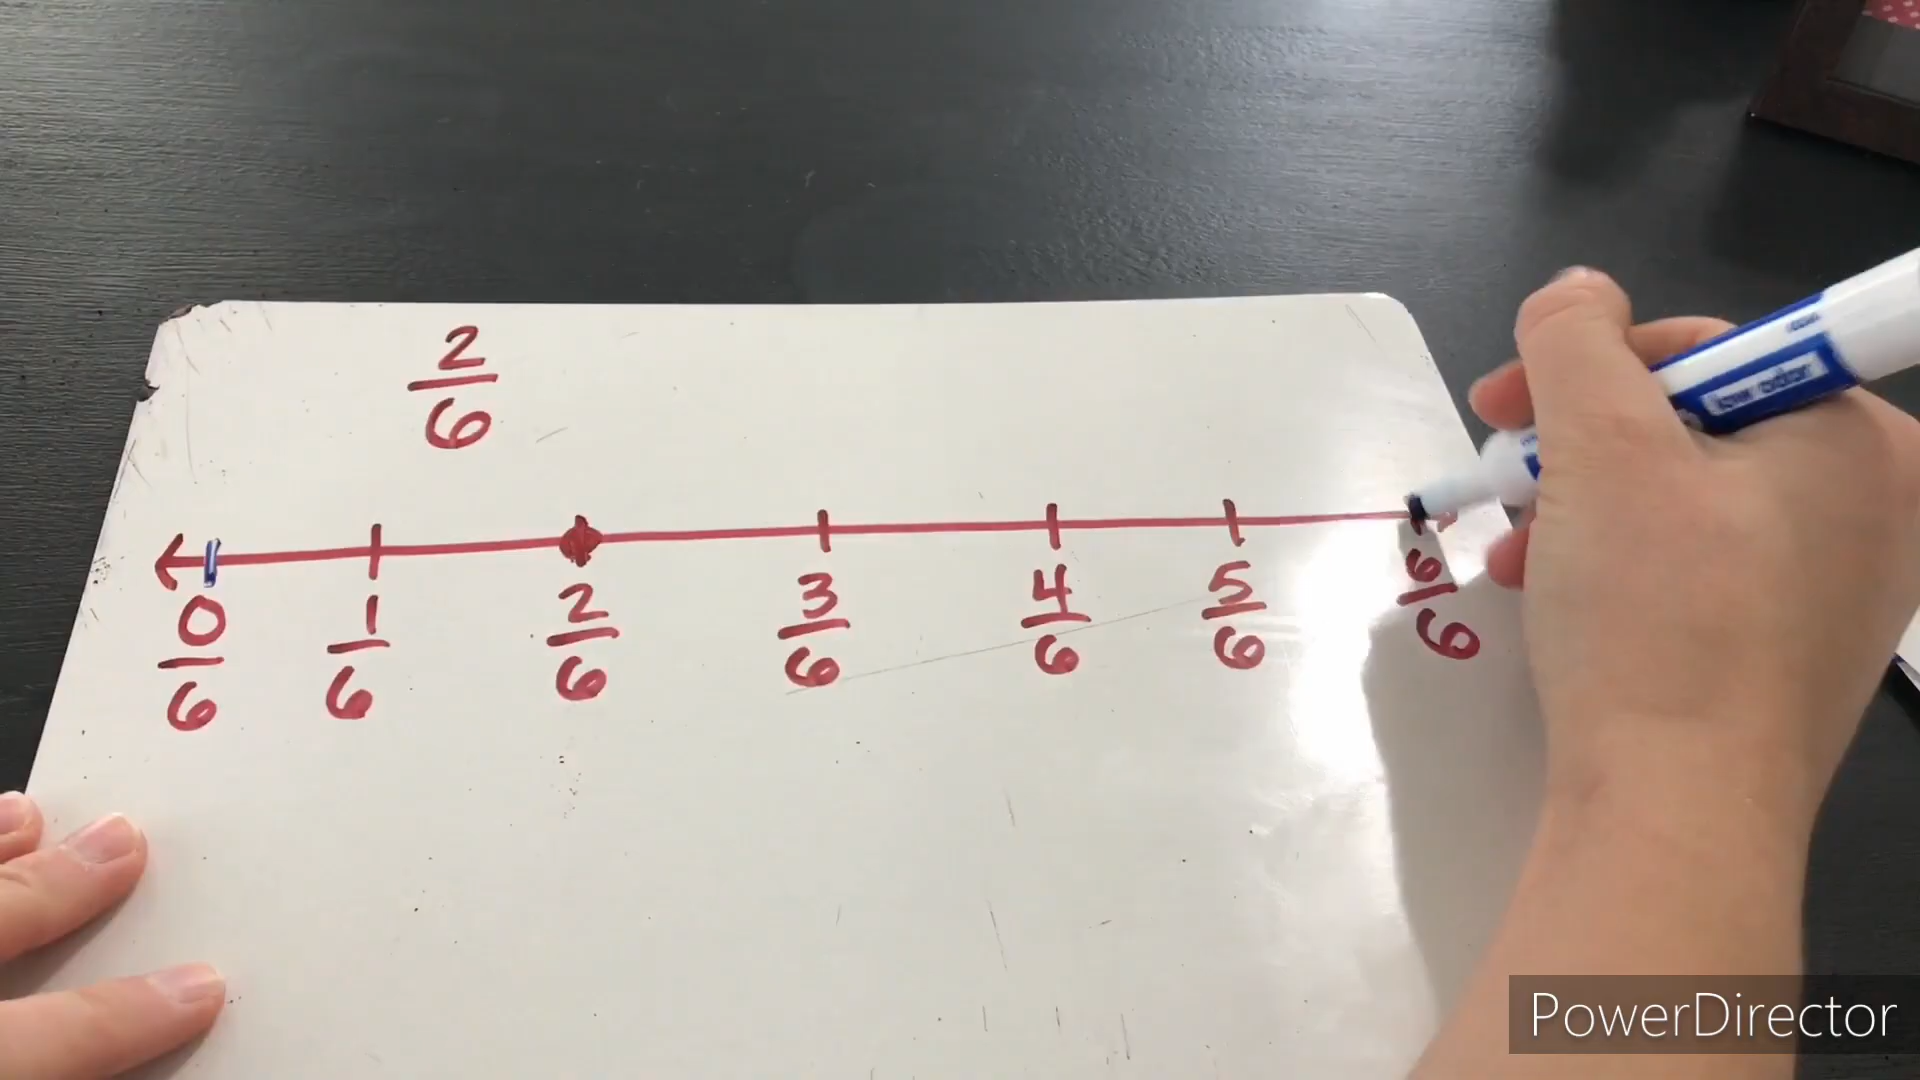 2
6
0 1 2 3 4 5 6
6 6 6 6 6 6 6
low odor
PowerDirector